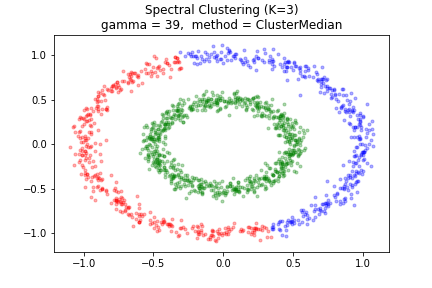 Spectral Clustering (K=3)
gamma = 39, method = ClusterMedian
1.0
0.5
0.0
−0.5
−1.0
−1.0 −0.5 0.0 0.5 1.0